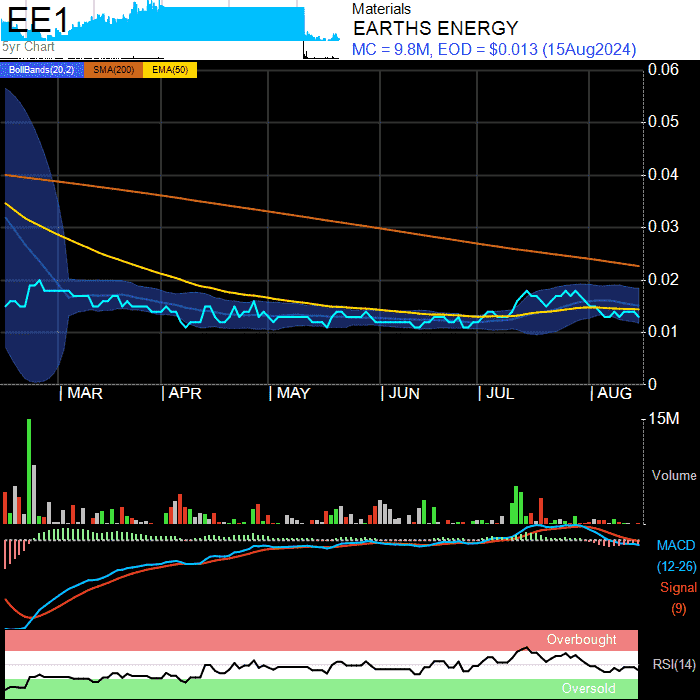 EE1
5yr Chart
Materials
EARTHS ENERGY
MC = 9.8M, EOD = $0.013 (15Aug2024)
BollBands(20,2) SMA(200) EMA(50)
0.06
0.05
0.04
0.03
0.02
0.01
0
MAR APR MAY JUN JUL AUG
15M
Volume
MACD
(12-26)
Signal
(9)
Overbought
RSI(14)
Oversold